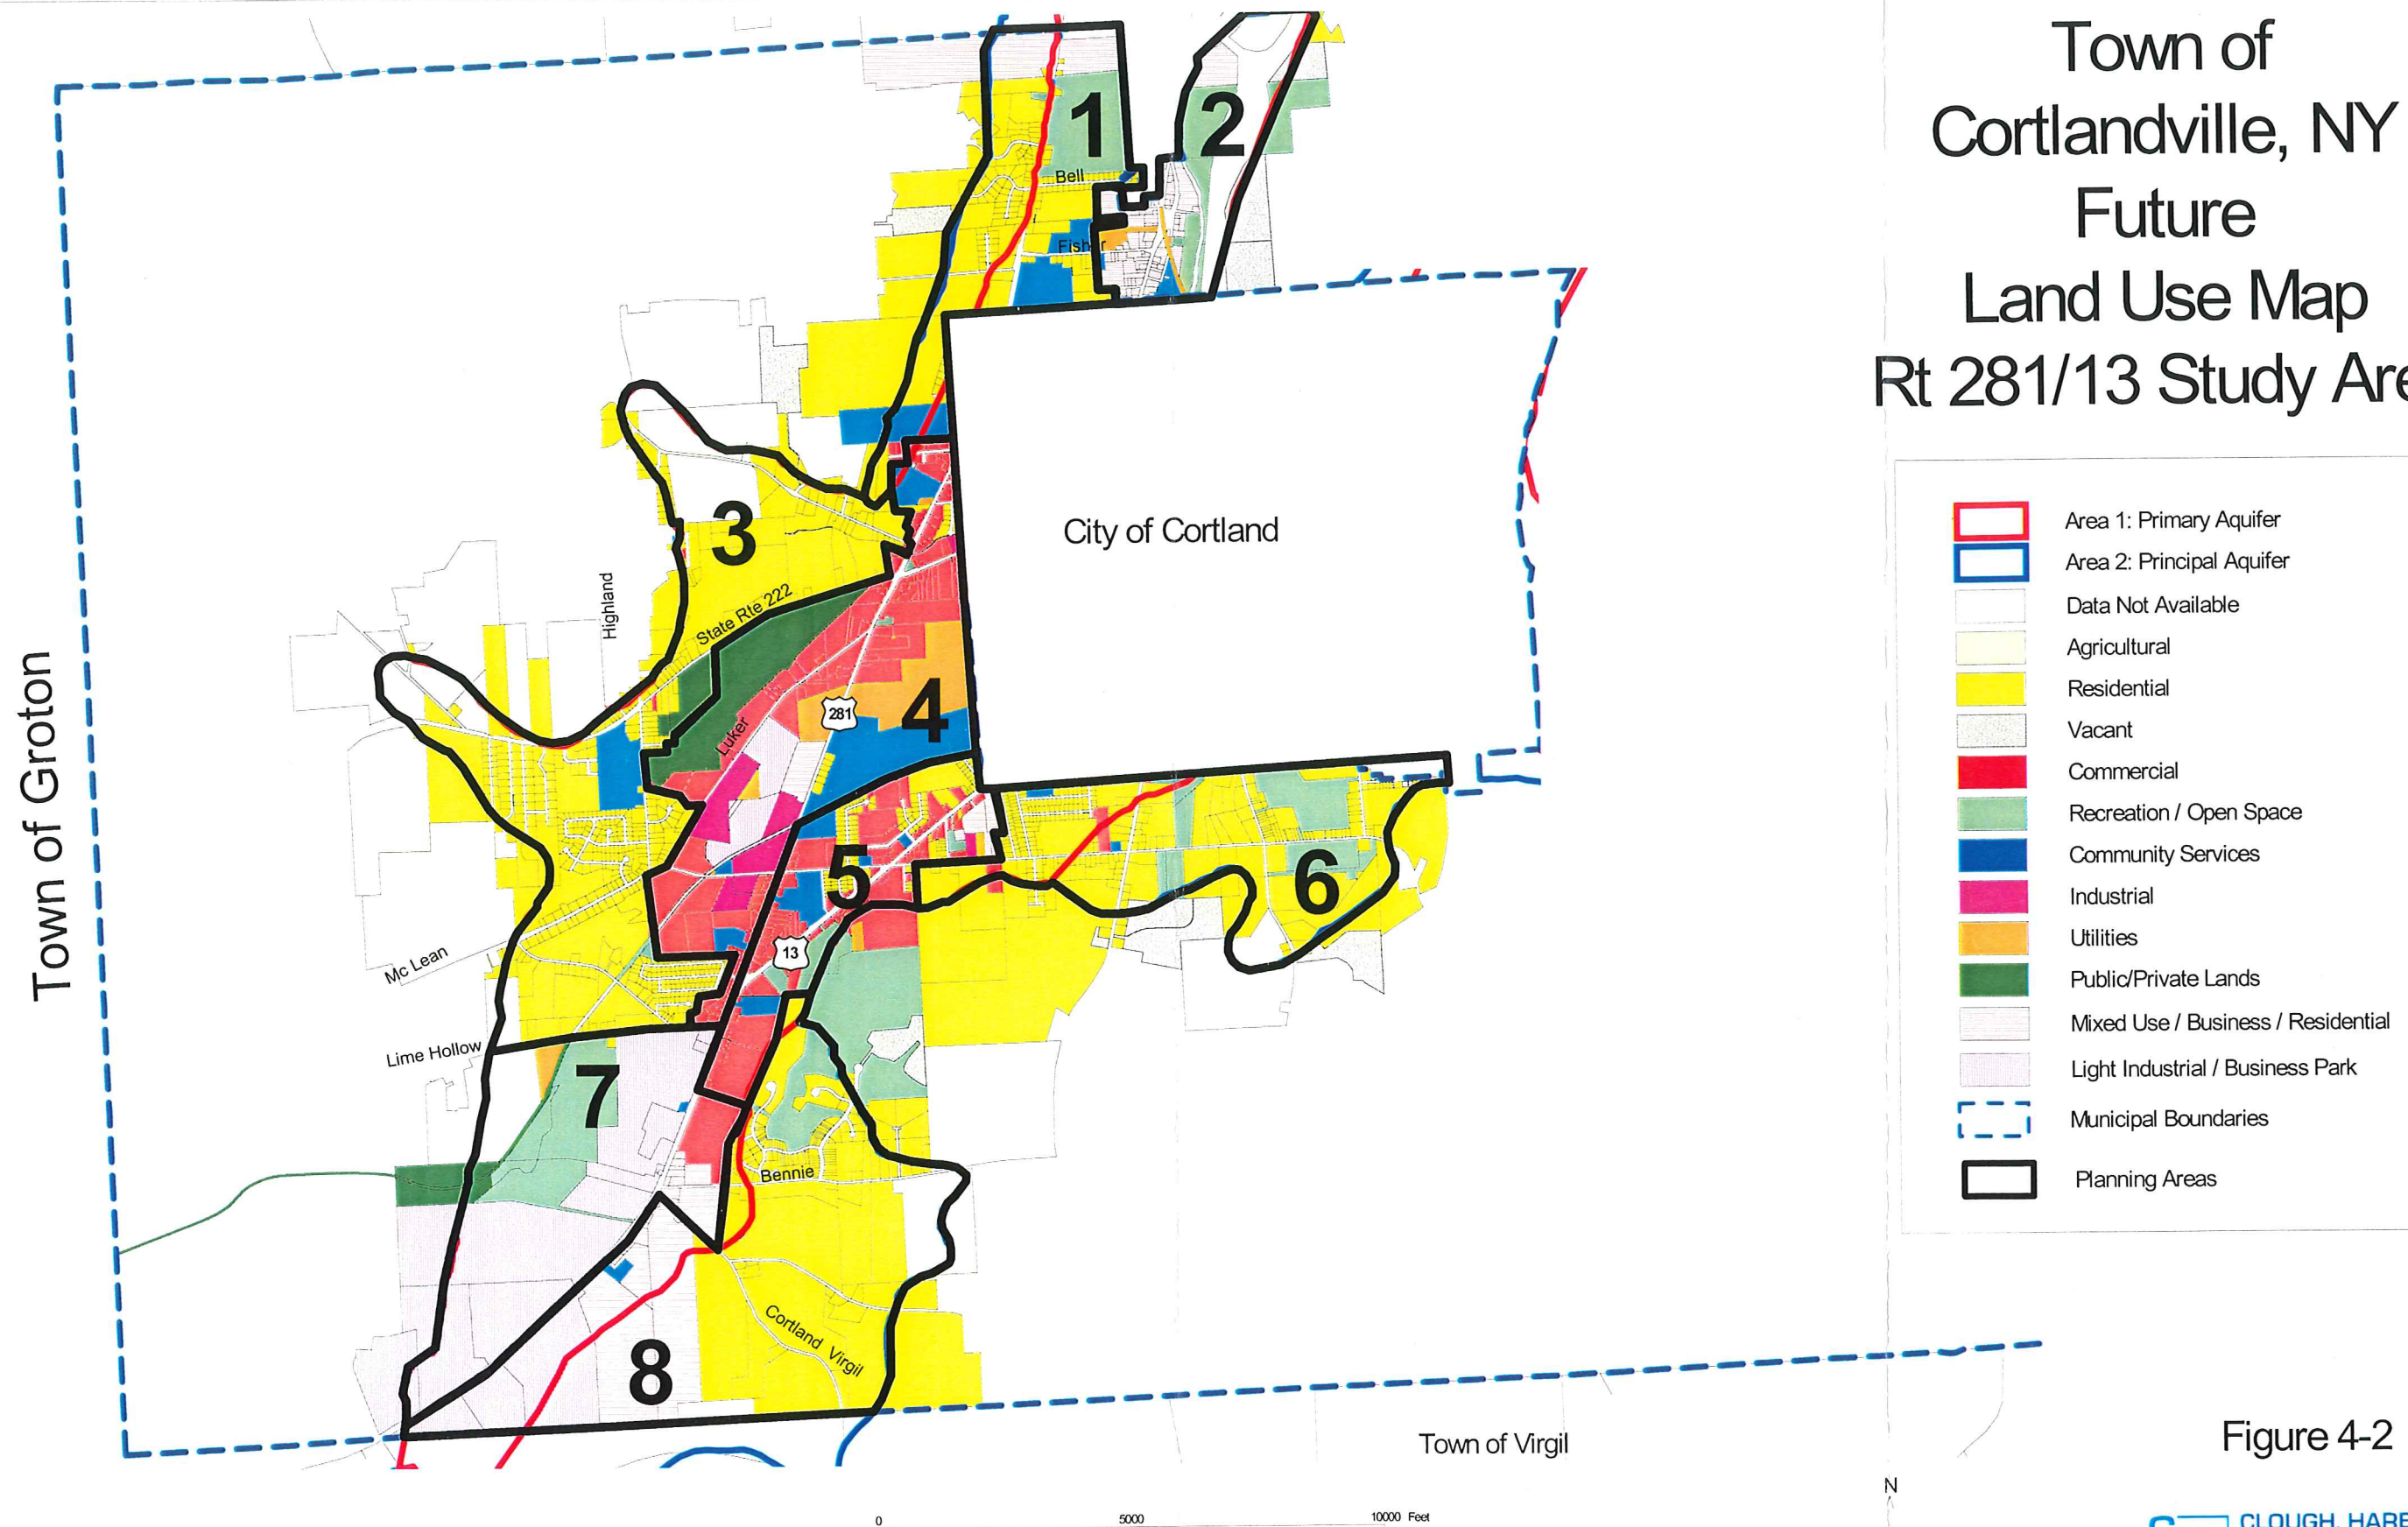 Town of
Cortlandville, NY
Future
Land Use Map
Rt 281/13 Study Are
Area 1: Primary Aquifer
Area 2: Principal Aquifer
Data Not Available
Agricultural
Residential
Vacant
Commercial
Recreation / Open Space
Community Services
Industrial
Utilities
Public/Private Lands
Mixed Use / Business / Residential
Light Industrial / Business Park
Municipal Boundaries
Planning Areas
1
2
Bell
Fisher
City of Cortland
3
Highland
State Rte 222
4
281
Luker
Town of Groton
5
6
13
Mc Lean
Lime Hollow
7
Bennie
Cortland Virgil
8
Town of Virgil
Figure 4-2
N
0 5000 10000 Feet
CLOUGH, HARP